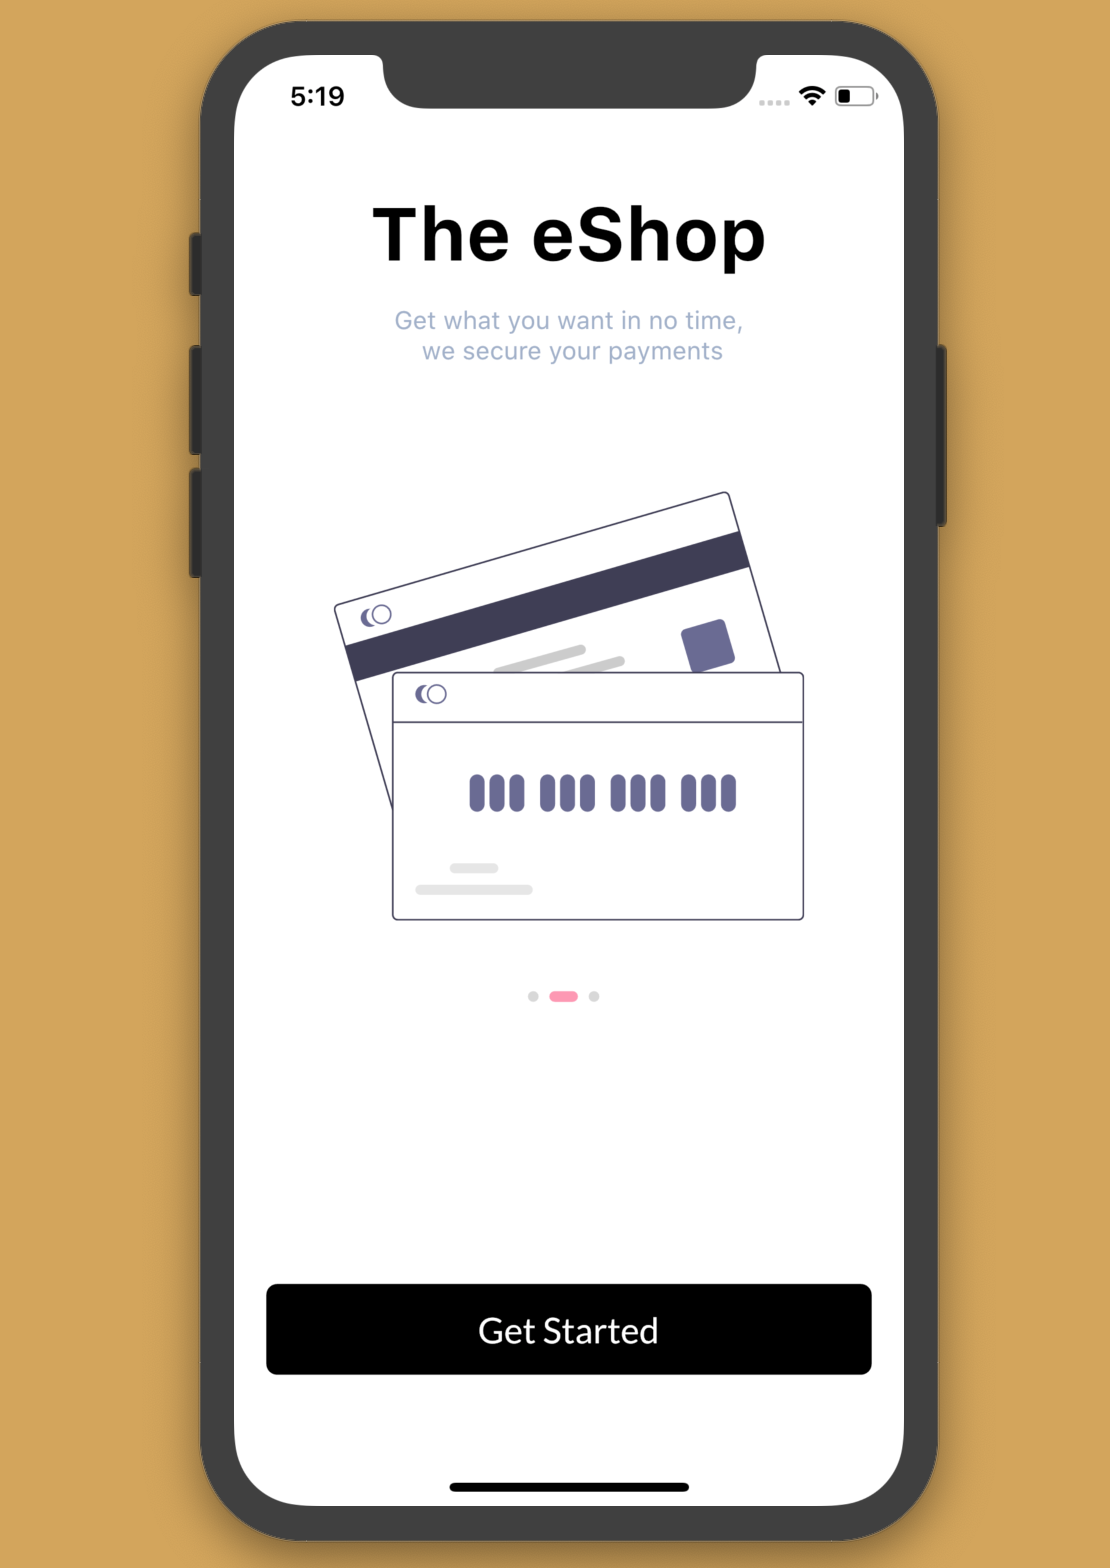 5:19
The eShop
Get what you want in no time,
we secure your payments
Get Started